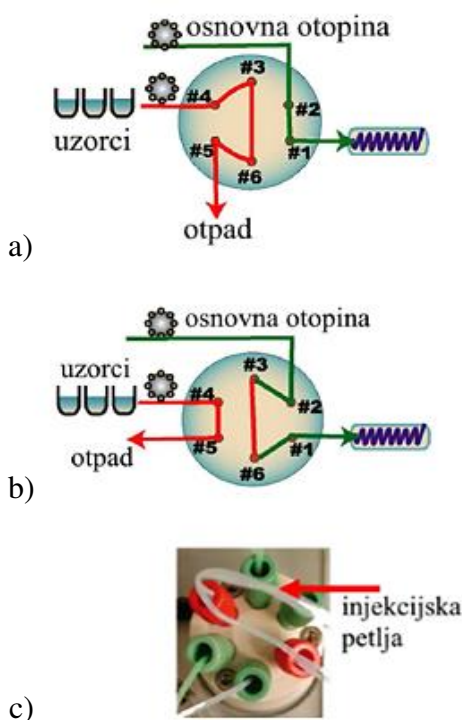 osnovna otopina
#3
#4
#2
uzorci
#5
#1
#6
otpad
a)
osnovna otopina
uzorci
#3
#4
#2
#5
#1
otpad
#6
b)
injekcijska
petlja
c)